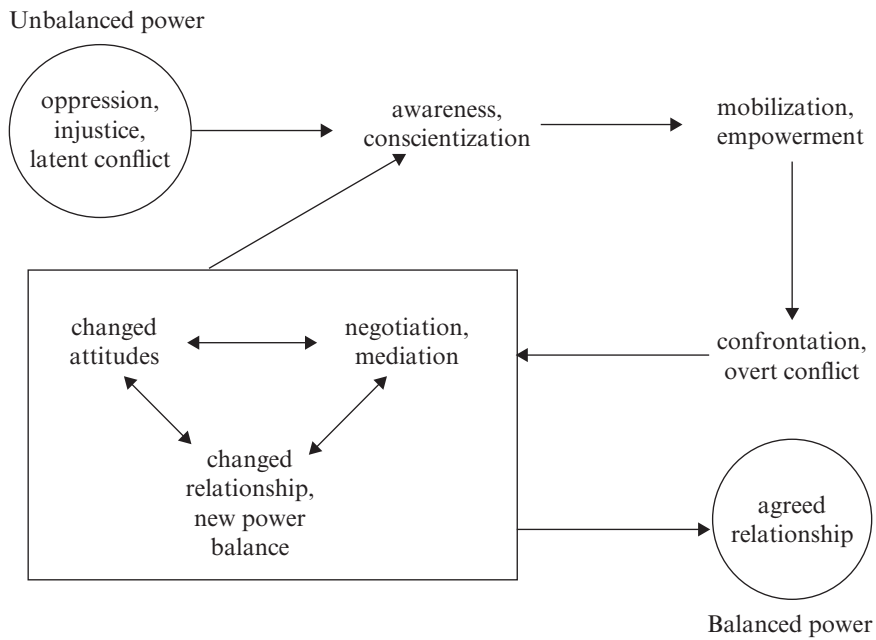 Unbalanced power
oppression,
injustice,
latent conflict
awareness,
conscientization
mobilization,
empowerment
changed
attitudes
negotiation,
mediation
confrontation,
overt conflict
changed
relationship,
new power
balance
agreed
relationship
Balanced power